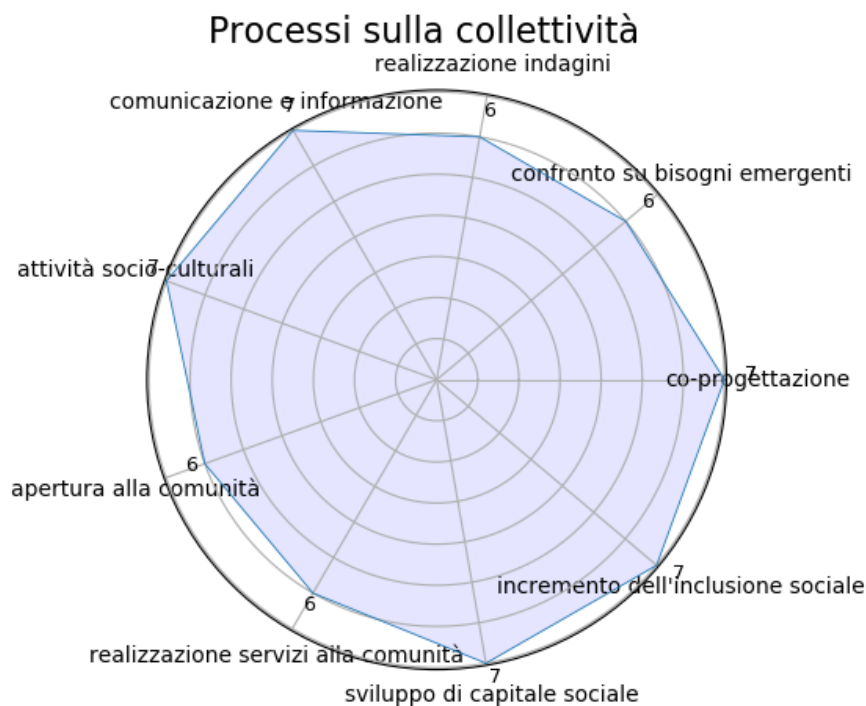 Processi sulla collettività
realizzazione indagini
comunicazione e informazione
7
6
confronto su bisogni emergenti
6
attività socio-culturali
7
co-progettazione
7
6
apertura alla comunità
incremento dell'inclusione sociale
7
6
realizzazione servizi alla comunità
7
sviluppo di capitale sociale